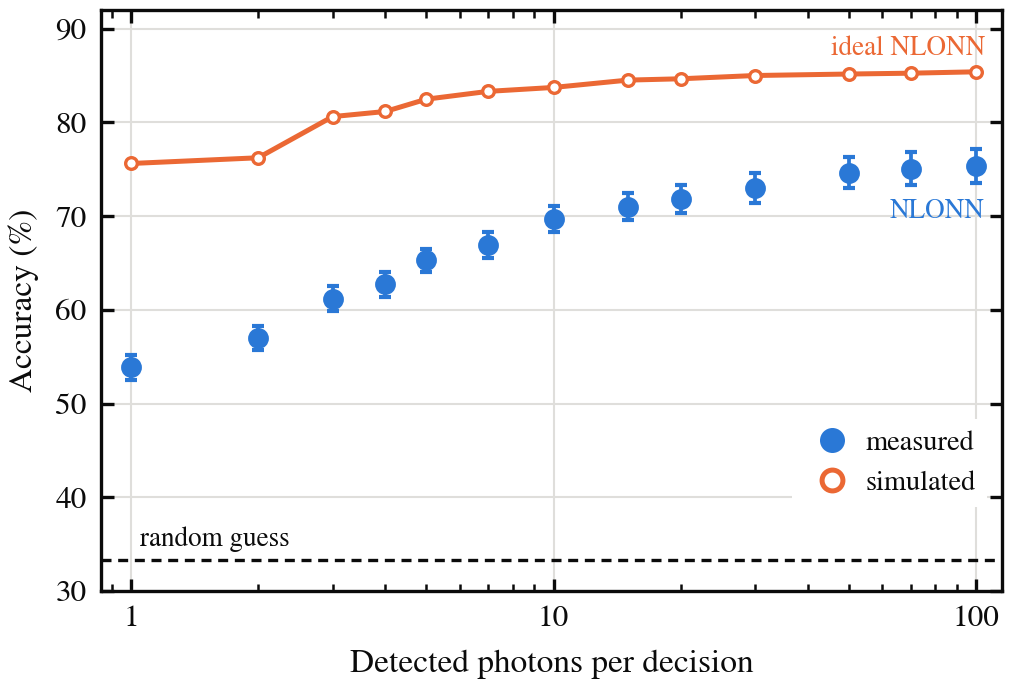 90
80
70
60
50
40
30
Accuracy (%)
ideal NLONN
NLONN
measured
simulated
random guess
1
10
100
Detected photons per decision